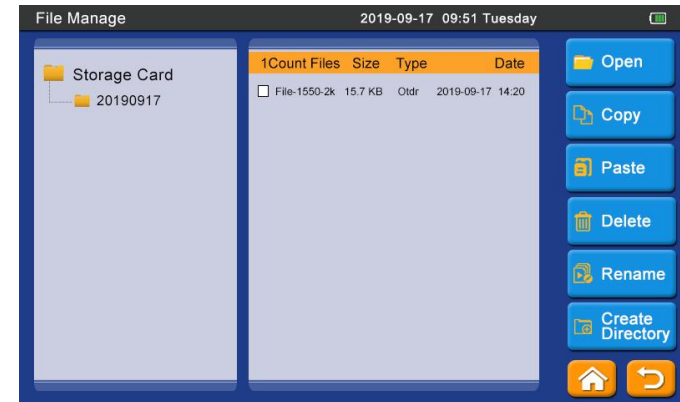 File Manage 2019-09-17 09:51 Tuesday
Storage Card
20190917
1Count Files Size Type Date
File-1550-2k 15.7 KB Otdr 2019-09-17 14:20
Open
Copy
Paste
Delete
Rename
Create
Directory